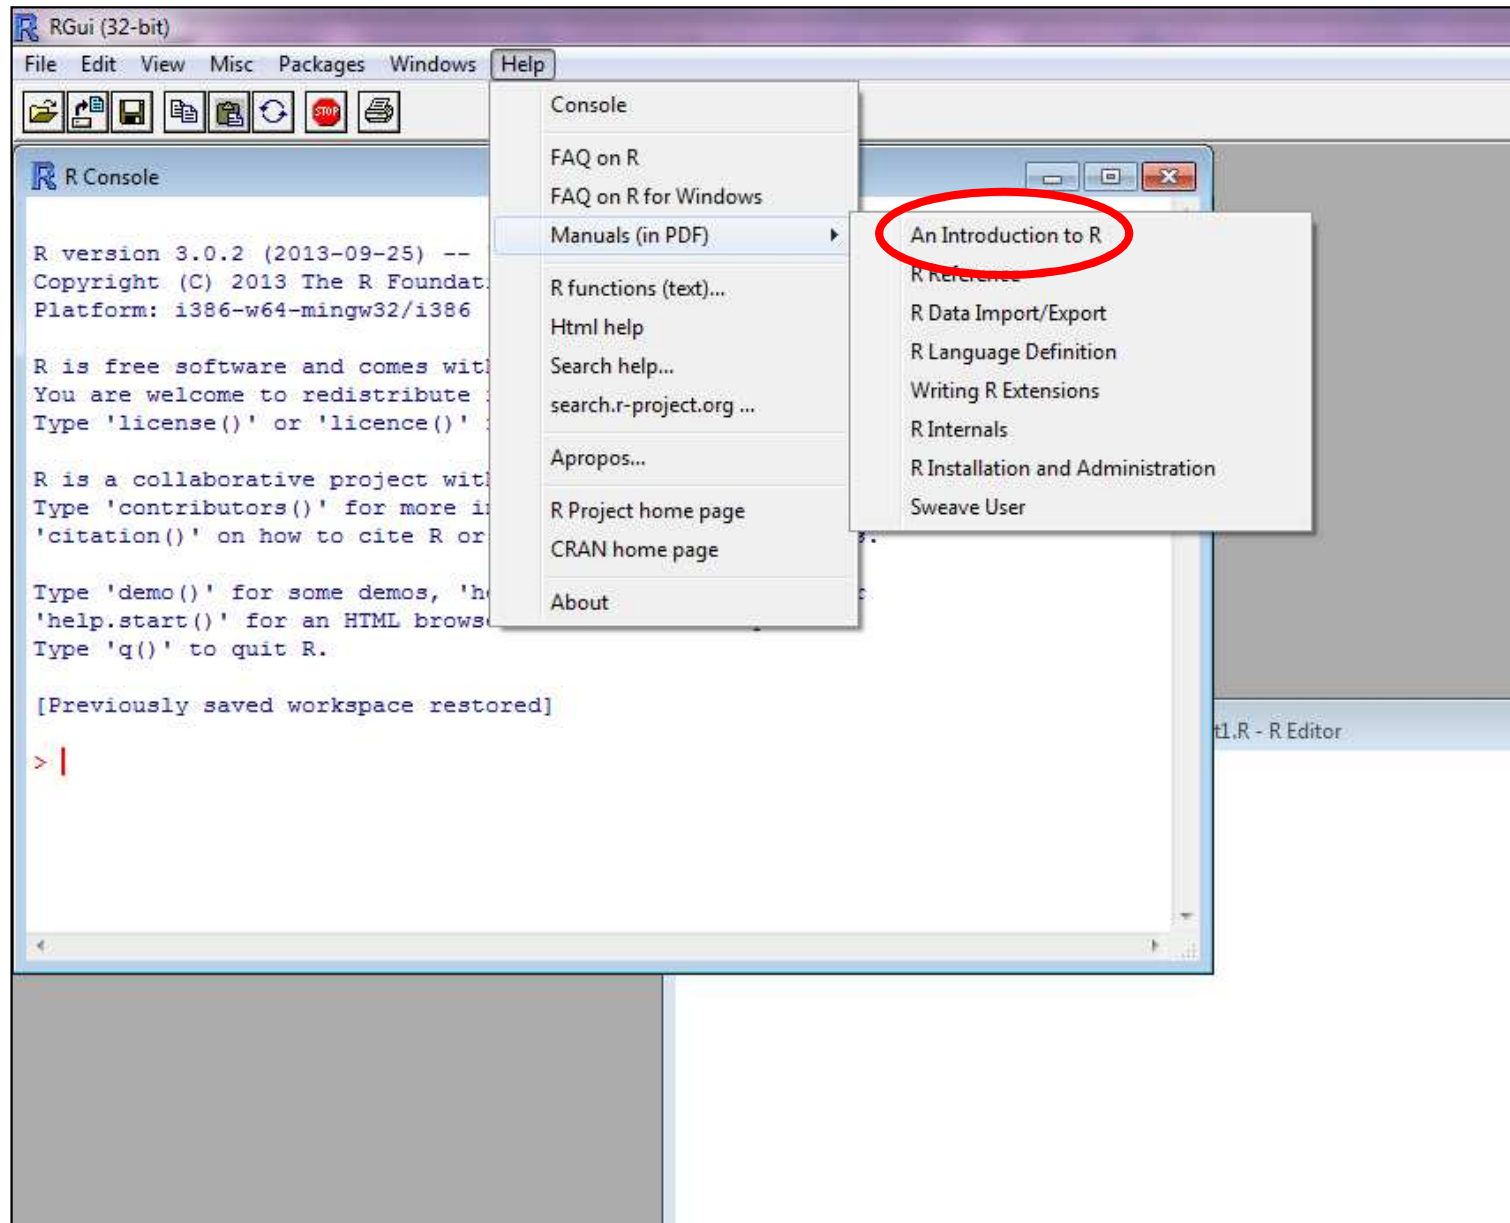 RGui (32-bit)
File Edit View Misc Packages Windows Help
STOP
Console
FAQ on R
FAQ on R for Windows
Manuals (in PDF)
R functions (text)...
Html help
Search help...
search.r-project.org ...
Apropos...
R Project home page
CRAN home page
About
An Introduction to R
R Reference
R Data Import/Export
R Language Definition
Writing R Extensions
R Internals
R Installation and Administration
Sweave User
R Console
R version 3.0.2 (2013-09-25) --
Copyright (C) 2013 The R
Platform: i386-w64-mingw32/i386
R is free software and comes
You are welcome to redistribute
Type 'license()' or 'licence()'
R is a collaborative project
Type 'contributors()' for more
'citation()' on how to cite R or
Type 'demo()' for some demos,
'help.start()' for an HTML
Type 'q()' to quit R.
[Previously saved workspace restored]
>
t1.R - R Editor